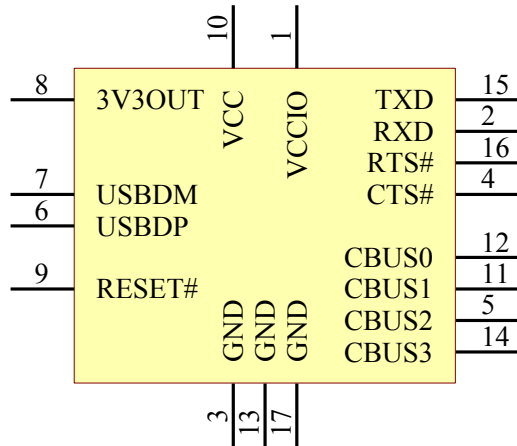 10 1
8 3V3OUT VCC VCCIO TXD 15
RXD 2
RTS# 16
7 USBDM CTS# 4
6 USBDP
CBUS0 12
9 RESET# CBUS1 11
CBUS2 5
GND GND GND CBUS3 14
3 13 17